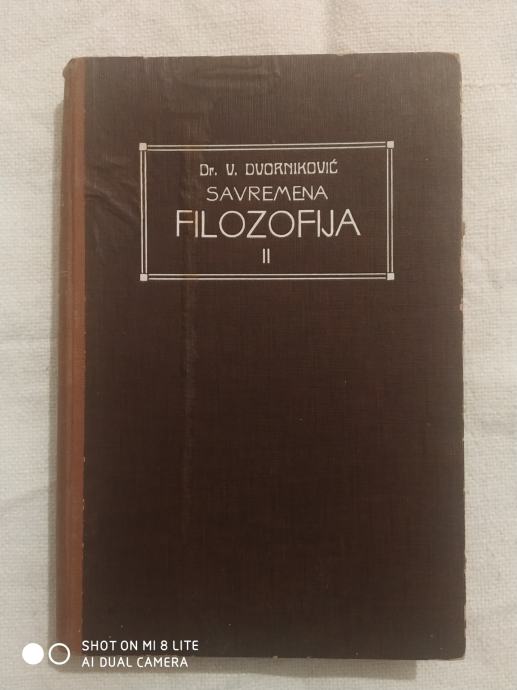 Dr. V. DVORNIKOVIĆ
SAVREMENA
FILOZOFIJA
II
SHOT ON MI 8 LITE
AI DUAL CAMERA